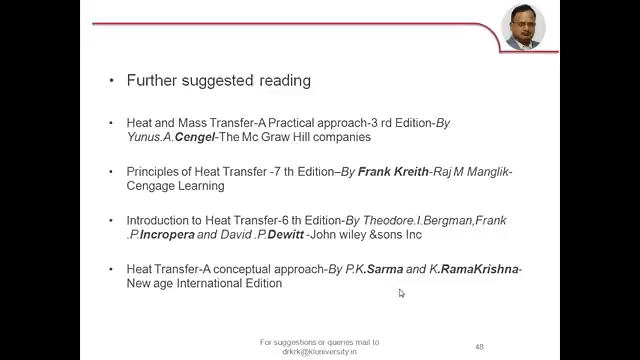 • Further suggested reading
• Heat and Mass Transfer-A Practical approach-3 rd Edition-By
Yunus.A.Cengel-The Mc Graw Hill companies
• Principles of Heat Transfer -7 th Edition–By Frank Kreith-Raj M Manglik-
Cengage Learning
• Introduction to Heat Transfer-6 th Edition-By Theodore.I.Bergman,Frank
.P.Incropera and David .P.Dewitt -John wiley &sons Inc
• Heat Transfer-A conceptual approach-By P.K.Sarma and K.RamaKrishna-
New age International Edition
For suggestions or queries mail to
drkrk@kluniversity.in
48